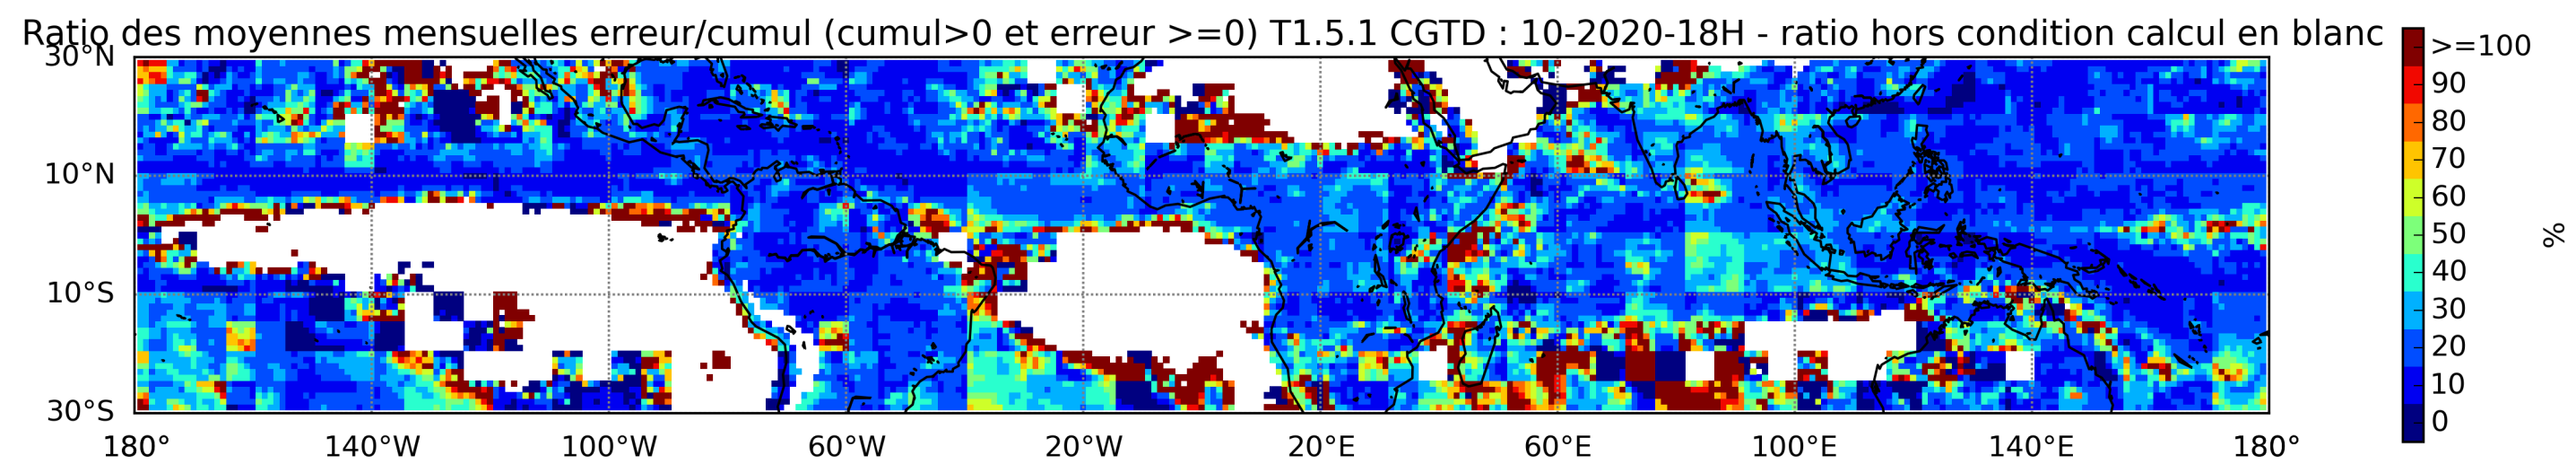 Ratio des moyennes mensuelles erreur/cumul (cumul>0 et erreur >=0) T1.5.1 CGTD : 10-2020-18H - ratio hors condition calcul en blanc
30°N
10°N
10°S
30°S
180° 140°W 100°W 60°W 20°W 20°E 60°E 100°E 140°E 180°
>=100
90
80
70
60
50
40
30
20
10
0
%